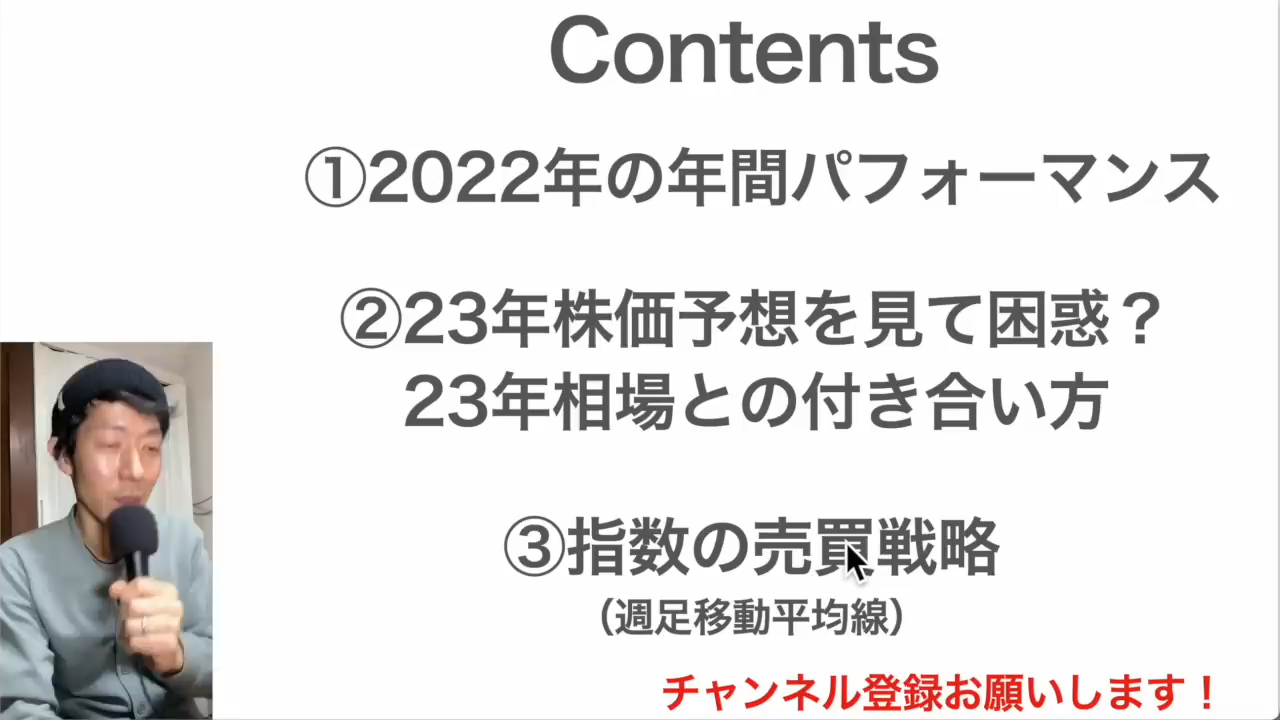 Contents
①2022年の年間パフォーマンス
②23年株価予想を見て困惑？
23年相場との付き合い方
③指数の売買戦略
（週足移動平均線）
チャンネル登録お願いします！